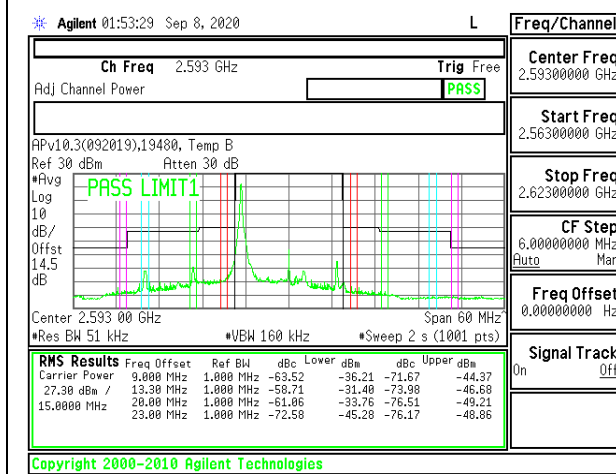 Agilent 01:53:29 Sep 8, 2020 L
Freq/Channel
Ch Freq 2.593 GHz Trig Free
Adj Channel Power PASS
Center Freq
2.59300000 GHz
Start Freq
2.56300000 GHz
APv10.3(092019),19480, Temp B
Ref 30 dBm Atten 30 dB
#Avg
Log
10
dB/
Offst
14.5
dB
PASS LIMIT1
Stop Freq
2.62300000 GHz
CF Step
6.00000000 MHz
Auto Man
Freq Offset
0.00000000 Hz
Center 2.593 00 GHz Span 60 MHz
#Res BW 51 kHz #VBW 160 kHz #Sweep 2 s (1001 pts)
Signal Track
On Off
RMS Results Freq Offset Ref BW dBc Lower dBm dBc Upper dBm
Carrier Power 9.000 MHz 1.000 MHz -63.52 -36.21 -71.67 -44.37
27.30 dBm / 13.30 MHz 1.000 MHz -58.71 -31.40 -73.98 -46.68
15.0000 MHz 20.00 MHz 1.000 MHz -61.06 -33.76 -76.51 -49.21
23.00 MHz 1.000 MHz -72.58 -45.28 -76.17 -48.86
Copyright 2000-2010 Agilent Technologies